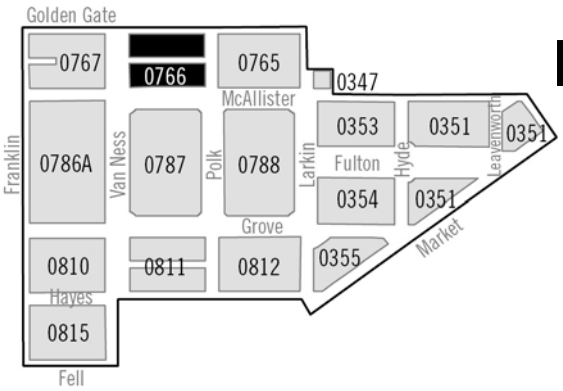 Golden Gate
0767
0766
0765
0347
McAllister
0353
0351
Leavenworth
0351
Franklin
0786A
Van Ness
0787
Polk
0788
Larkin
Fulton
Hyde
0354
0351
Market
Grove
0810
0811
0812
0355
Hayes
0815
Fell